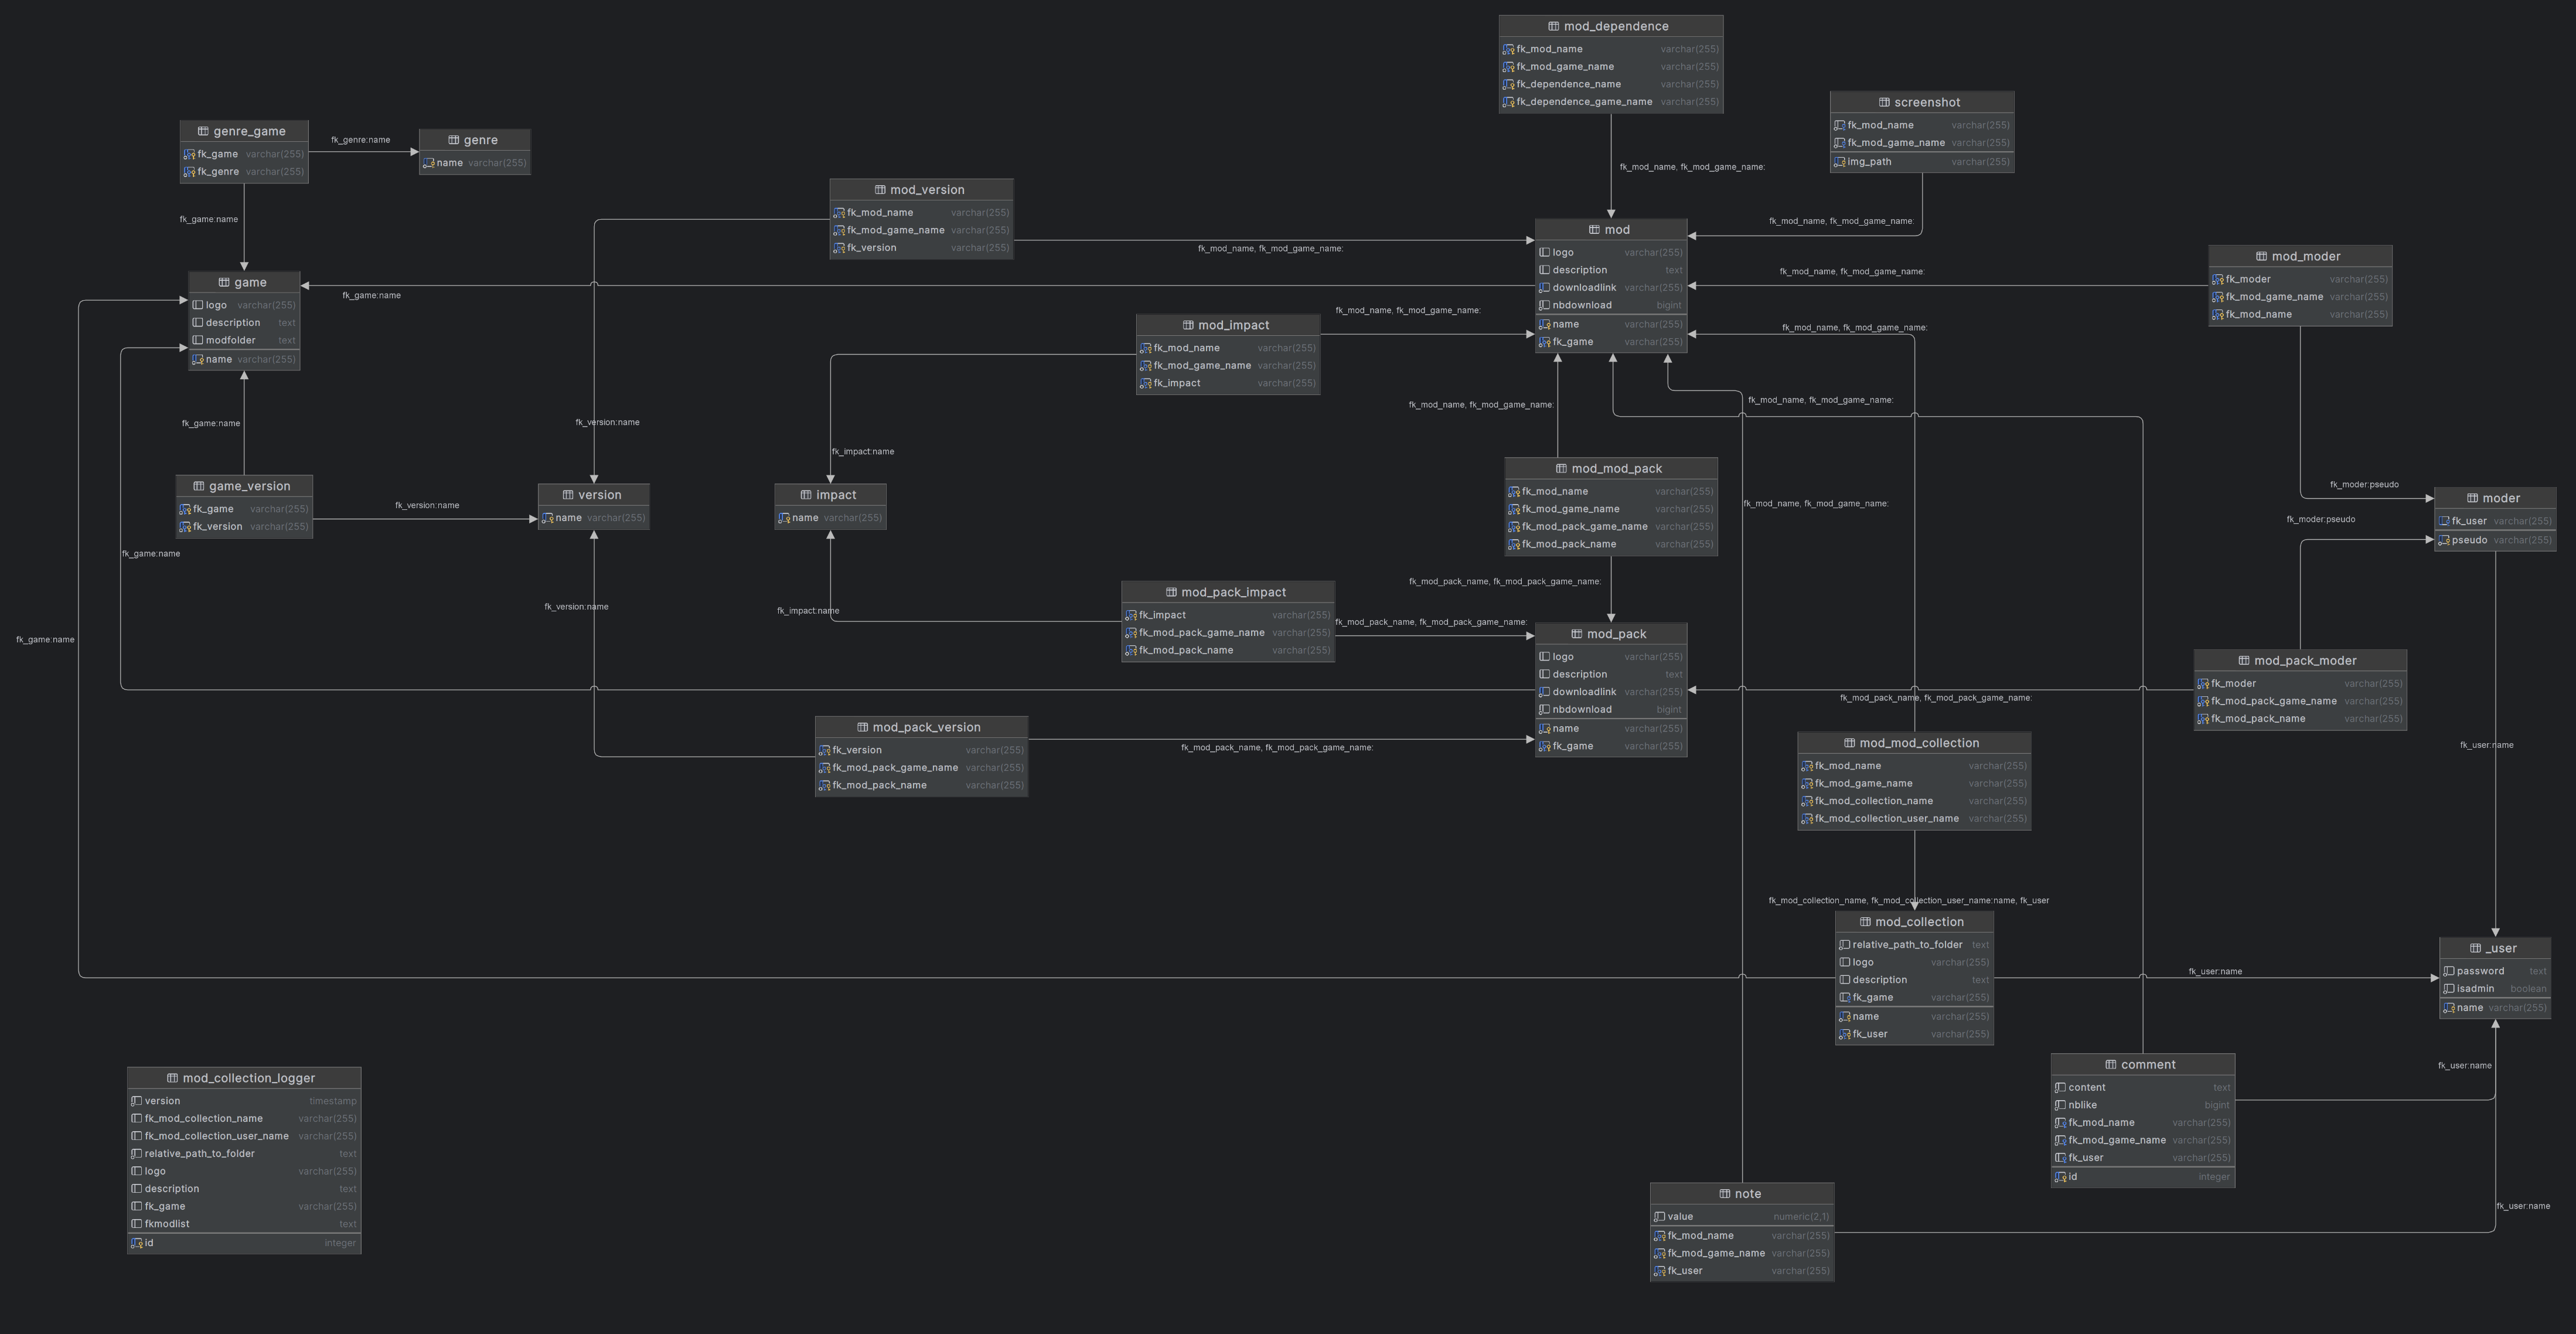 mod_dependence
fk_mod_name varchar(255)
fk_mod_game_name varchar(255)
fk_dependence_name varchar(255)
fk_dependence_game_name varchar(255)
screenshot
fk_mod_name varchar(255)
fk_mod_game_name varchar(255)
img_path varchar(255)
genre_game
fk_game varchar(255)
fk_genre varchar(255)
fk_genre:name
genre
name varchar(255)
fk_mod_name, fk_mod_game_name:
mod_version
fk_mod_name varchar(255)
fk_mod_game_name varchar(255)
fk_version varchar(255)
fk_game:name
fk_mod_name, fk_mod_game_name:
fk_mod_name, fk_mod_game_name:
mod
logo varchar(255)
description text
downloadlink varchar(255)
nbdownload bigint
name varchar(255)
fk_game varchar(255)
mod_moder
fk_moder varchar(255)
fk_mod_game_name varchar(255)
fk_mod_name varchar(255)
fk_mod_name, fk_mod_game_name:
game
logo varchar(255)
description text
modfolder text
name varchar(255)
fk_game:name
fk_mod_name, fk_mod_game_name:
mod_impact
fk_mod_name varchar(255)
fk_mod_game_name varchar(255)
fk_impact varchar(255)
fk_mod_name, fk_mod_game_name:
fk_mod_name, fk_mod_game_name:
fk_mod_name, fk_mod_game_name:
fk_game:name
fk_version:name
fk_impact:name
mod_mod_pack
fk_mod_name varchar(255)
fk_mod_game_name varchar(255)
fk_mod_pack_game_name varchar(255)
fk_mod_pack_name varchar(255)
fk_mod_name, fk_mod_game_name:
fk_moder:pseudo
game_version
fk_game varchar(255)
fk_version varchar(255)
fk_version:name
version
name varchar(255)
impact
name varchar(255)
moder
fk_user varchar(255)
pseudo varchar(255)
fk_moder:pseudo
fk_game:name
fk_mod_pack_name, fk_mod_pack_game_name:
mod_pack_impact
fk_impact varchar(255)
fk_mod_pack_game_name varchar(255)
fk_mod_pack_name varchar(255)
fk_version:name
fk_impact:name
fk_mod_pack_name, fk_mod_pack_game_name:
fk_game:name
mod_pack
logo varchar(255)
description text
downloadlink varchar(255)
nbdownload bigint
name varchar(255)
fk_game varchar(255)
mod_pack_moder
fk_moder varchar(255)
fk_mod_pack_game_name varchar(255)
fk_mod_pack_name varchar(255)
fk_mod_pack_name, fk_mod_pack_game_name:
mod_pack_version
fk_version varchar(255)
fk_mod_pack_game_name varchar(255)
fk_mod_pack_name varchar(255)
fk_mod_pack_name, fk_mod_pack_game_name:
mod_mod_collection
fk_mod_name varchar(255)
fk_mod_game_name varchar(255)
fk_mod_collection_name varchar(255)
fk_mod_collection_user_name varchar(255)
fk_user:name
fk_mod_collection_name, fk_mod_collection_user_name:name, fk_user
mod_collection
relative_path_to_folder text
logo varchar(255)
description text
fk_game varchar(255)
name varchar(255)
fk_user varchar(255)
fk_user:name
_user
password text
isadmin boolean
name varchar(255)
mod_collection_logger
version timestamp
fk_mod_collection_name varchar(255)
fk_mod_collection_user_name varchar(255)
relative_path_to_folder text
logo varchar(255)
description text
fk_game varchar(255)
fkmodlist text
id integer
comment
content text
nblike bigint
fk_mod_name varchar(255)
fk_mod_game_name varchar(255)
fk_user varchar(255)
id integer
fk_user:name
note
value numeric(2,1)
fk_mod_name varchar(255)
fk_mod_game_name varchar(255)
fk_user varchar(255)
fk_user:name